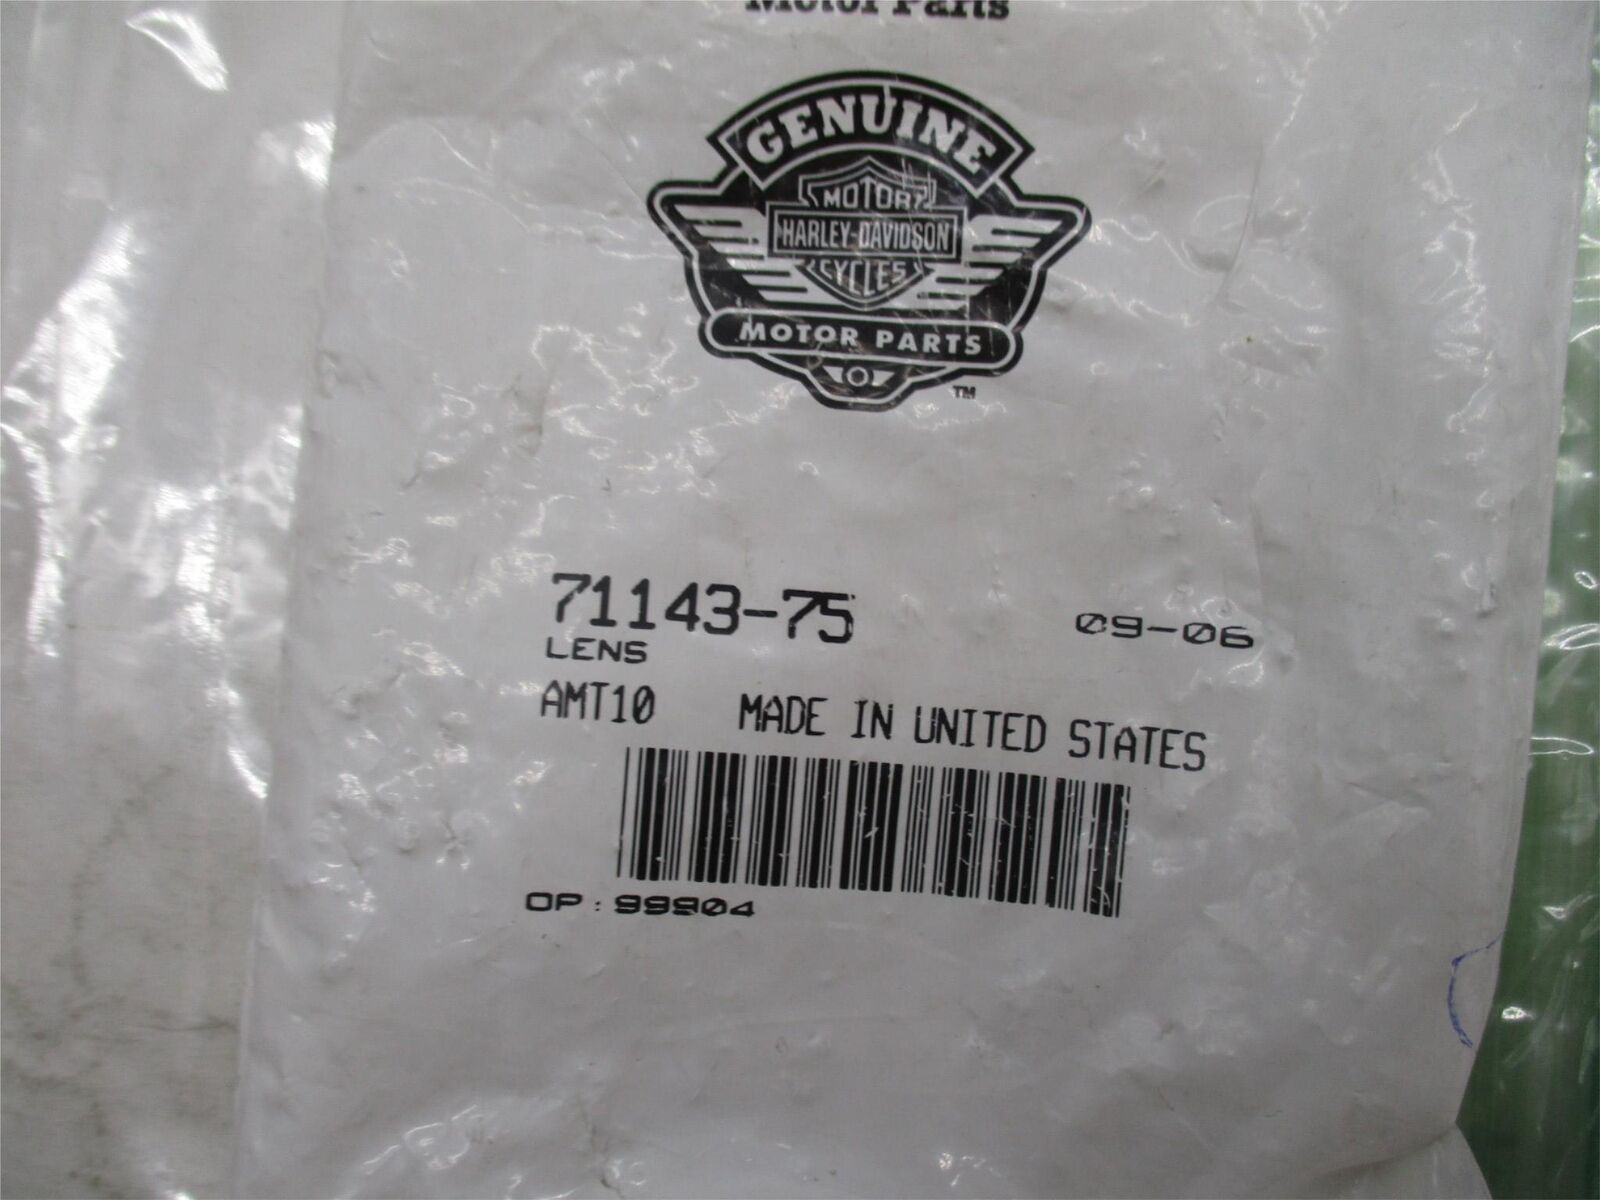 Motor Parts
GENUINE
MOTOR
HARLEY-DAVIDSON
CYCLES
MOTOR PARTS
TM
71143-75 09-06
LENS
AMT10 MADE IN UNITED STATES
OP: 99904